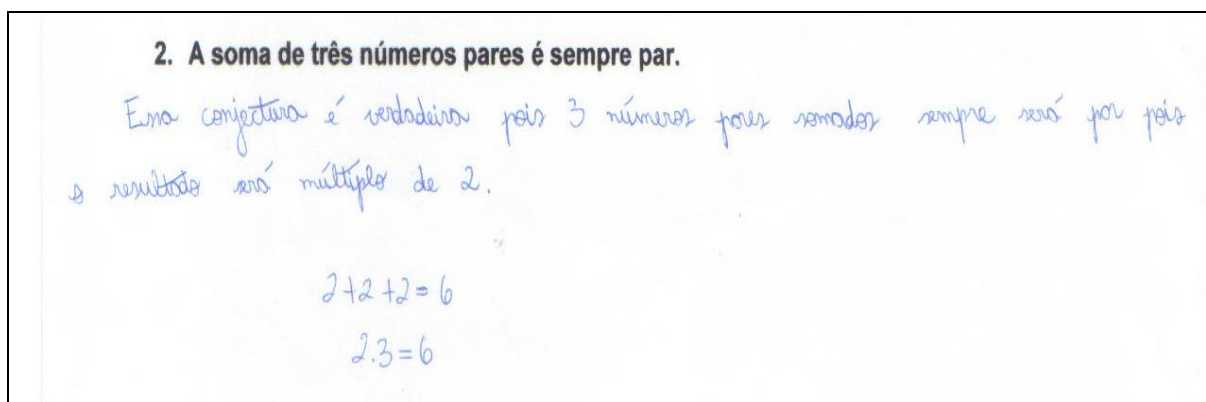 2. A soma de três números pares é sempre par.
Essa conjectura é verdadeira pois 3 números pares somados sempre será par pois
o resultado será múltiplo de 2.
2+2+2=6
2.3=6